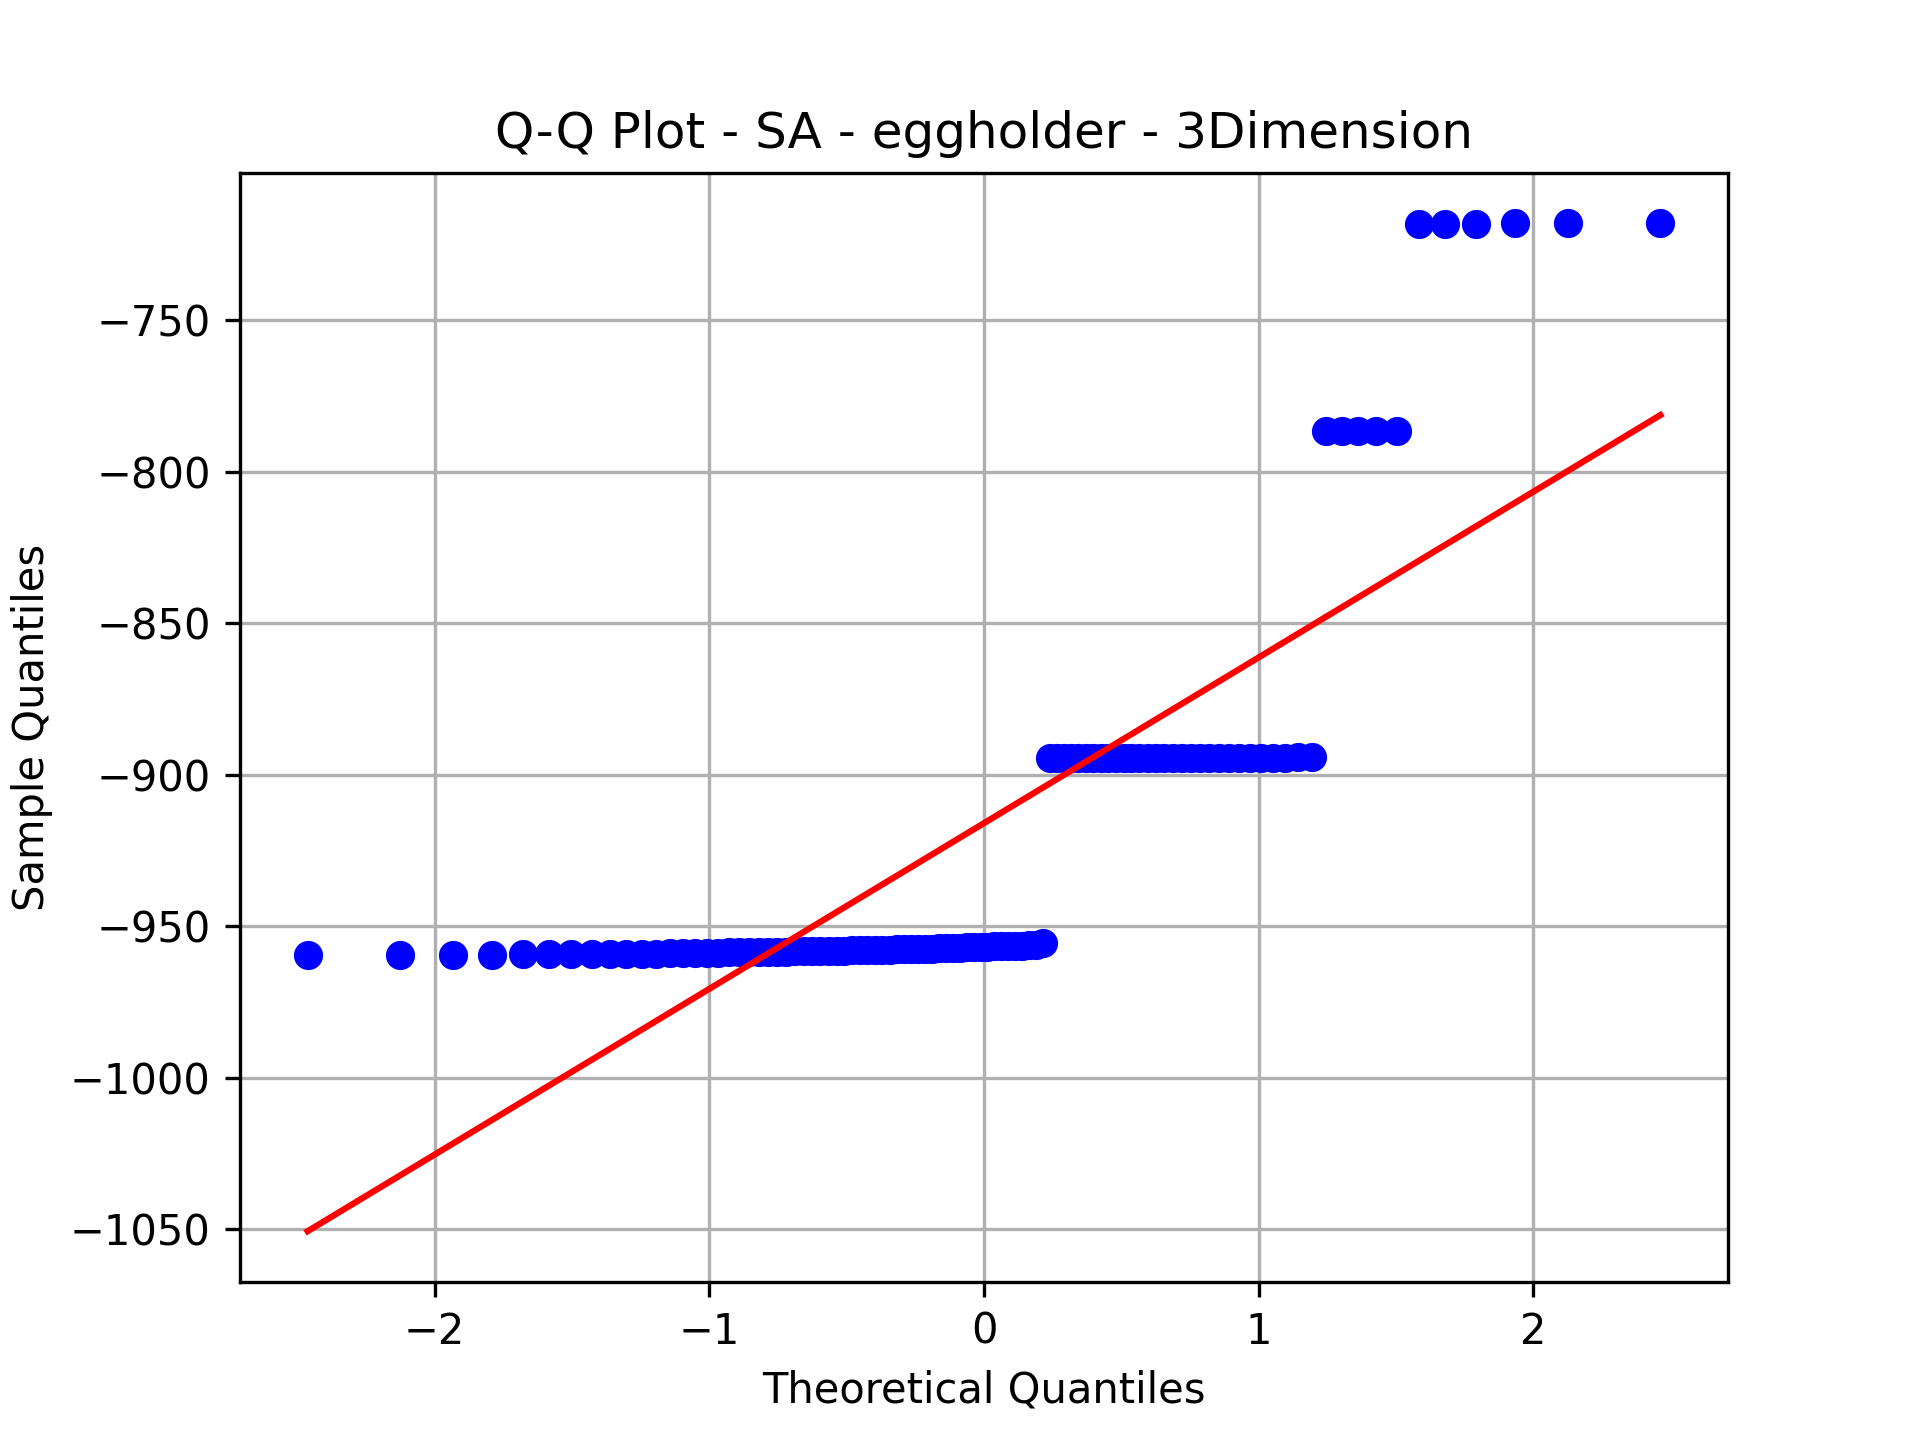 Q-Q Plot - SA - eggholder - 3Dimension
Sample Quantiles
−750
−800
−850
−900
−950
−1000
−1050
−2 −1 0 1 2
Theoretical Quantiles